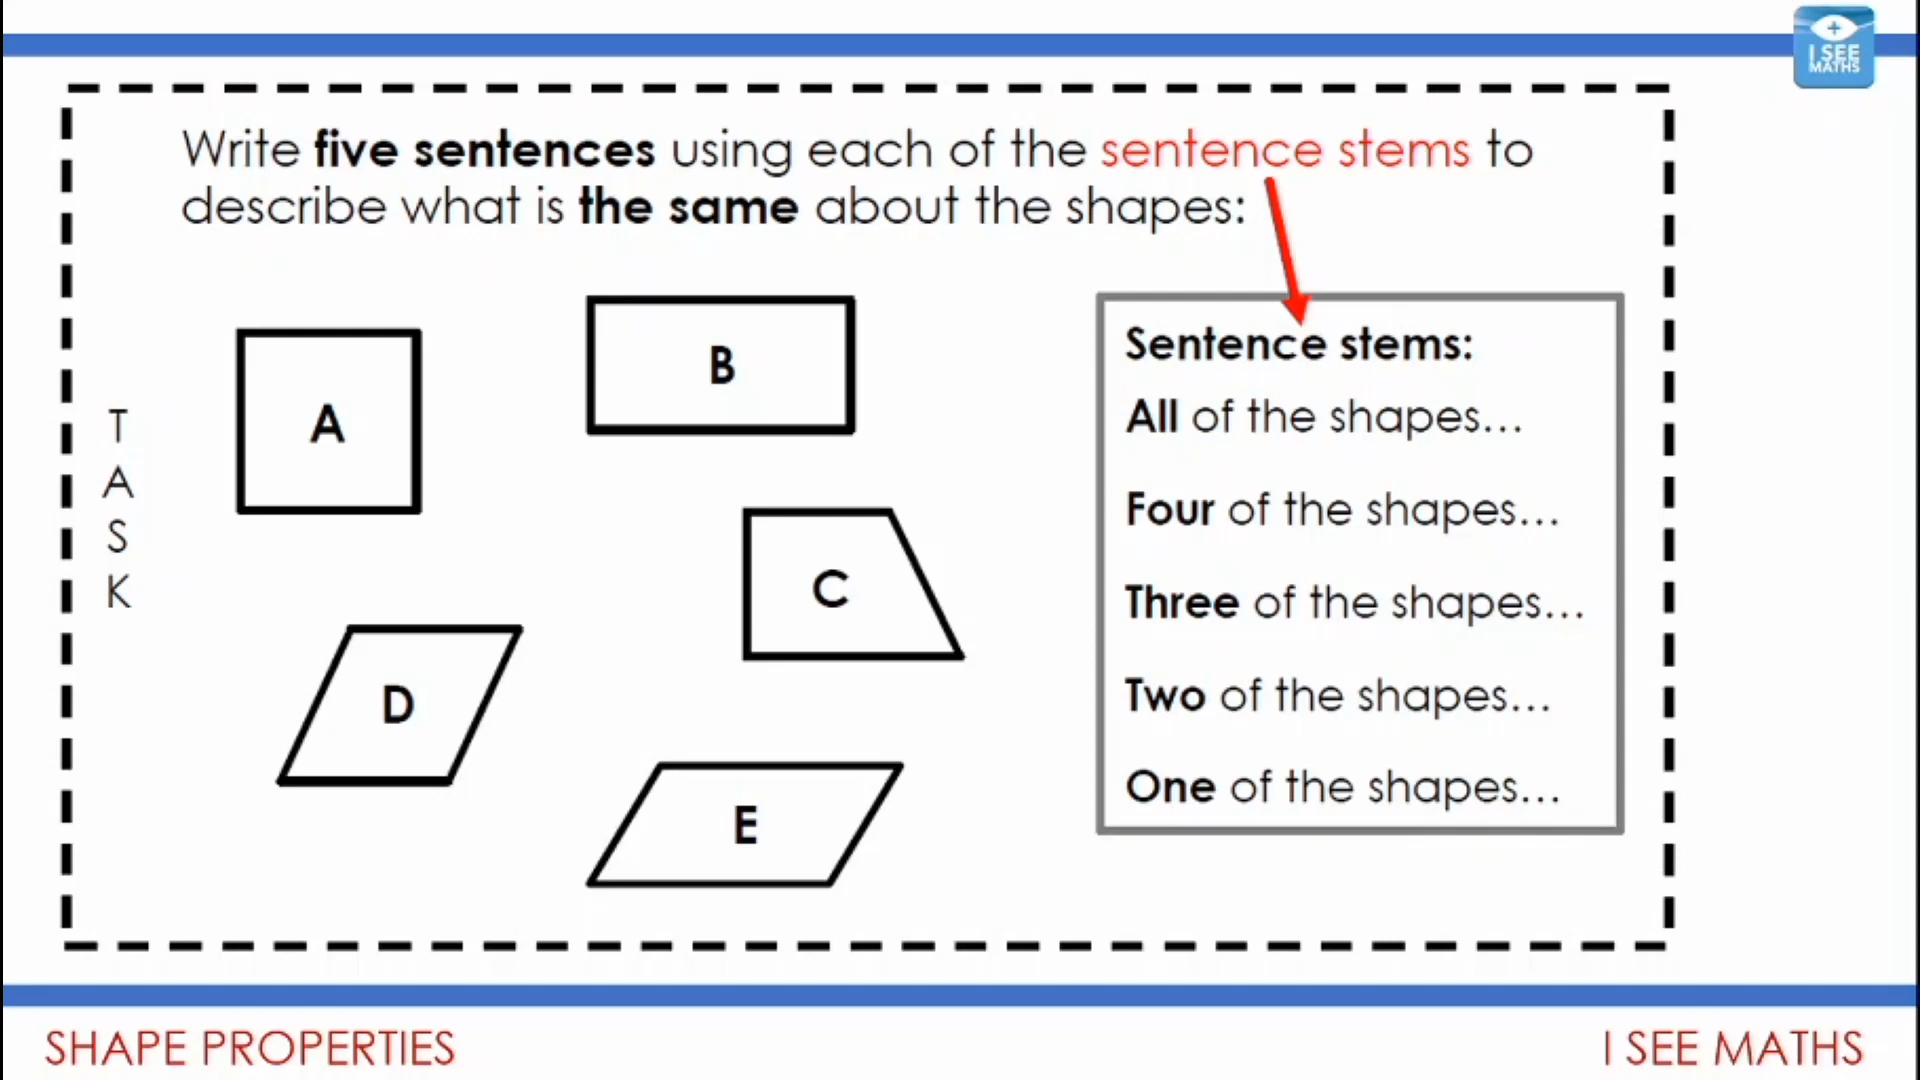 I SEE
MATHS
Write five sentences using each of the sentence stems to
describe what is the same about the shapes:
T
A
S
K
A
B
C
D
E
Sentence stems:
All of the shapes...
Four of the shapes...
Three of the shapes...
Two of the shapes...
One of the shapes...
SHAPE PROPERTIES
I SEE MATHS